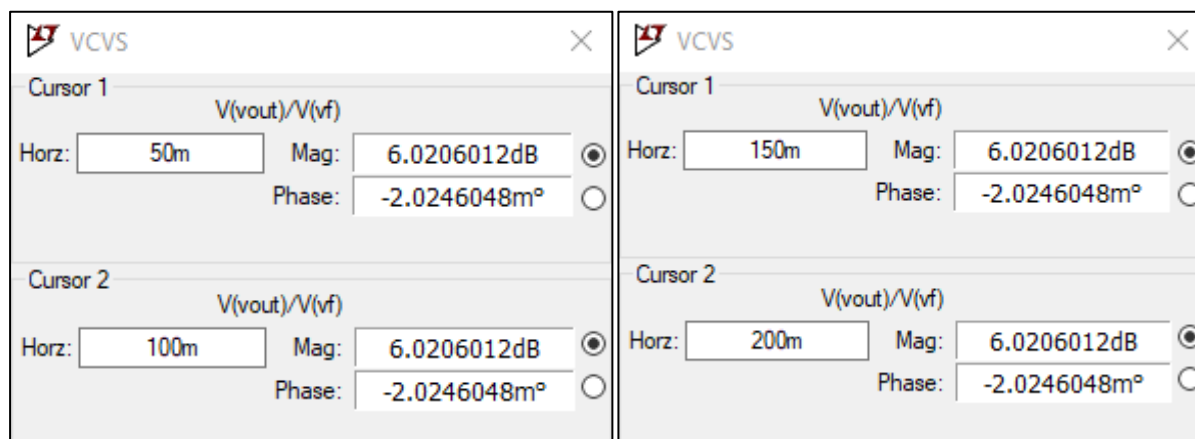 VCVS
Cursor 1
V(vout)/V(vf)
Horz: 50m Mag: 6.0206012dB
Phase: -2.0246048m°
Cursor 2
V(vout)/V(vf)
Horz: 100m Mag: 6.0206012dB
Phase: -2.0246048m°
VCVS
Cursor 1
V(vout)/V(vf)
Horz: 150m Mag: 6.0206012dB
Phase: -2.0246048m°
Cursor 2
V(vout)/V(vf)
Horz: 200m Mag: 6.0206012dB
Phase: -2.0246048m°